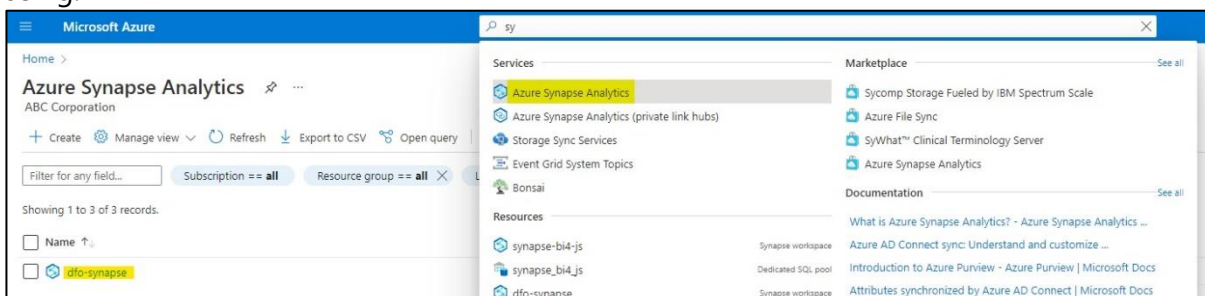 Microsoft Azure
sy
Home >
Azure Synapse Analytics ...
ABC Corporation
+ Create Manage view Refresh Export to CSV Open query
Filter for any field...
Subscription == all
Resource group == all
Showing 1 to 3 of 3 records.
Name ↑
dfo-synapse
Services
Azure Synapse Analytics
Azure Synapse Analytics (private link hubs)
Storage Sync Services
Event Grid System Topics
Bonsai
Resources
synapse-bi4-js Synapse workspace
synapse_bi4_js Dedicated SQL pool
dfo-synapse Synapse workspace
Marketplace See all
Sycomp Storage Fueled by IBM Spectrum Scale
Azure File Sync
SyWhat™ Clinical Terminology Server
Azure Synapse Analytics
Documentation See all
What is Azure Synapse Analytics? - Azure Synapse Analytics ...
Azure AD Connect sync: Understand and customize ...
Introduction to Azure Purview - Azure Purview | Microsoft Docs
Attributes synchronized by Azure AD Connect | Microsoft Docs